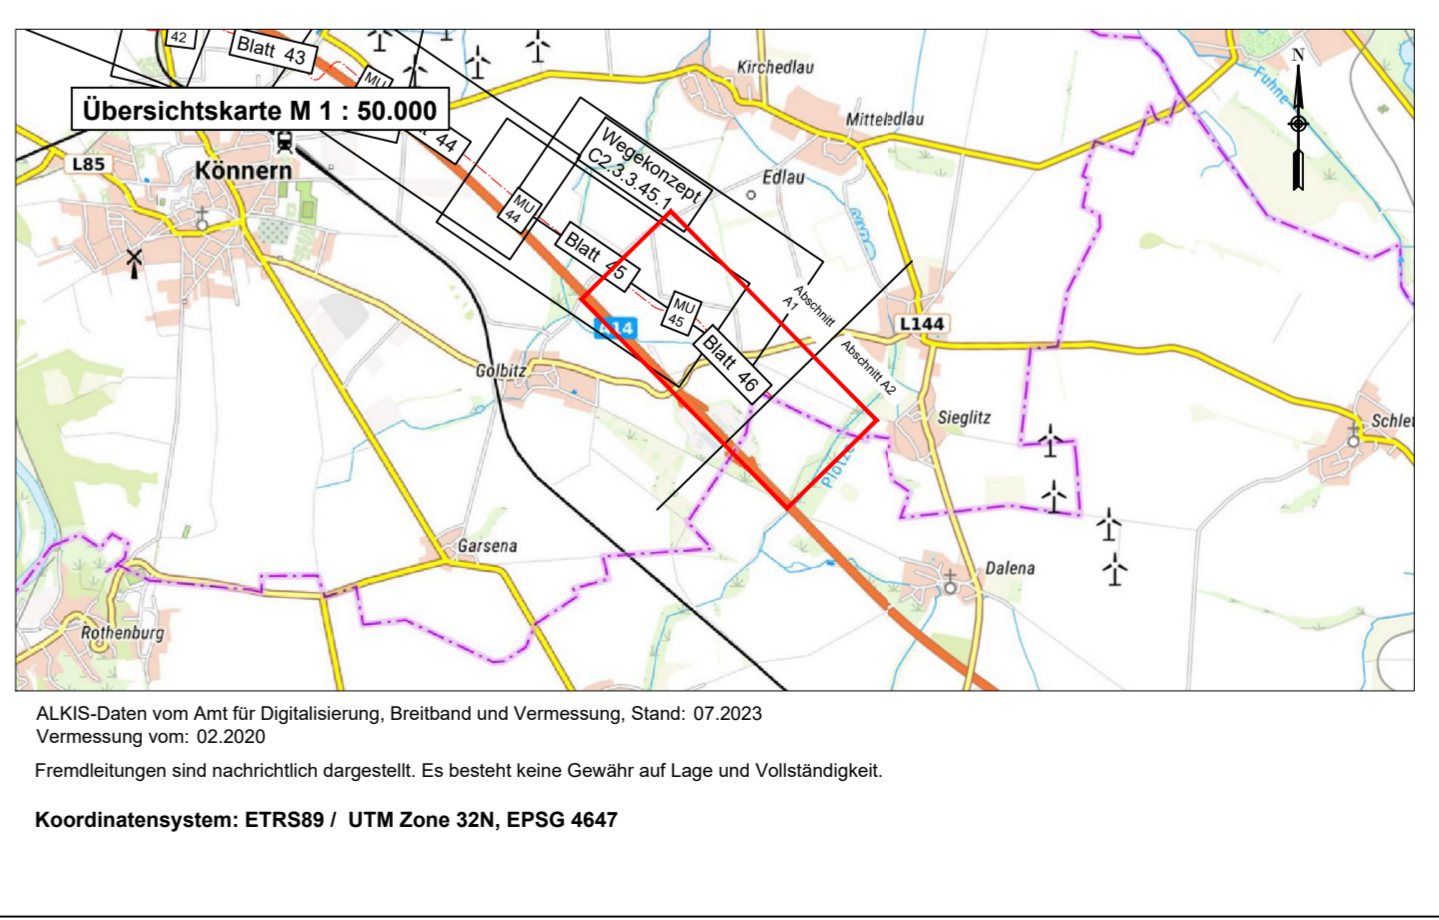 42
Blatt 43
MU
Kirchedlau
N
Fuhne
Übersichtskarte M 1 : 50.000
44
Mitteledlau
L85
Könnern
Wegekonzept
C2.3.3.45.1
Edlau
MU
44
Blatt 45
Abschnitt
A1
MU
45
A14
L144
Blatt 46
Abschnitt A2
Golbitz
Sieglitz
Garsena
Dalena
Rothenburg
ALKIS-Daten vom Amt für Digitalisierung, Breitband und Vermessung, Stand: 07.2023
Vermessung vom: 02.2020
Fremdleitungen sind nachrichtlich dargestellt. Es besteht keine Gewähr auf Lage und Vollständigkeit.
Koordinatensystem: ETRS89 / UTM Zone 32N, EPSG 4647